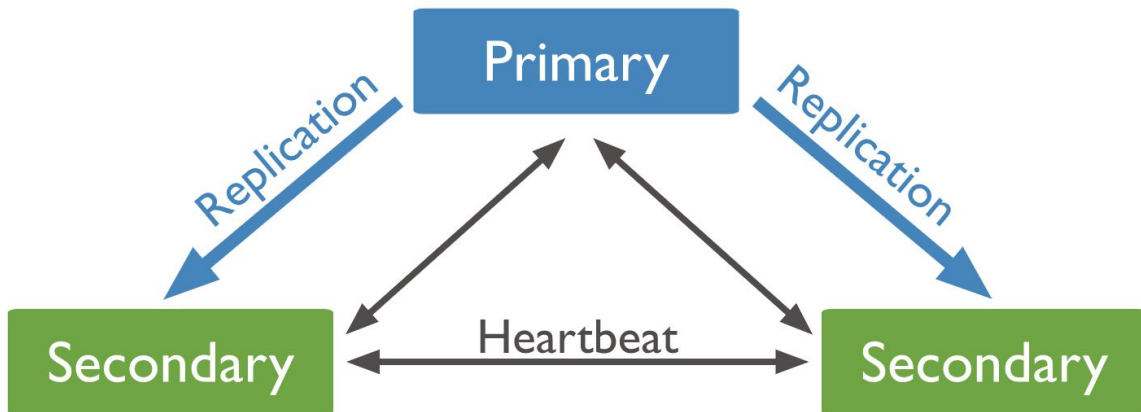 Primary
Replication
Replication
Heartbeat
Secondary
Secondary